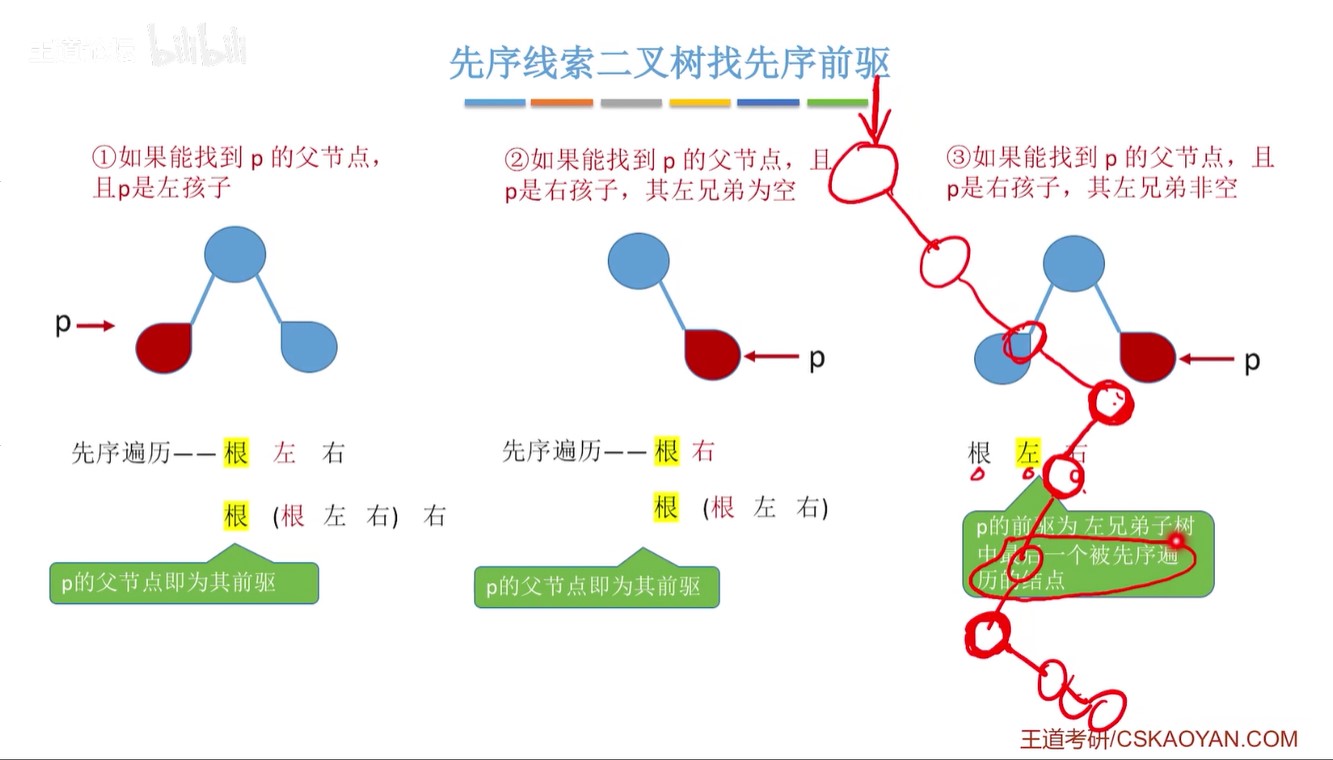 王道论坛 bilibili
先序线索二叉树找先序前驱
①如果能找到 p 的父节点，
且p是左孩子
p
先序遍历——根 左 右
根 (根 左 右) 右
p的父节点即为其前驱
②如果能找到 p 的父节点，且
p是右孩子，其左兄弟为空
p
先序遍历——根 右
根 (根 左 右)
p的父节点即为其前驱
③如果能找到 p 的父节点，且
p是右孩子，其左兄弟非空
p
根 左 右
p的前驱为 左兄弟子树
中最后一个被先序遍
历的结点
王道考研/CSKAOYAN.COM